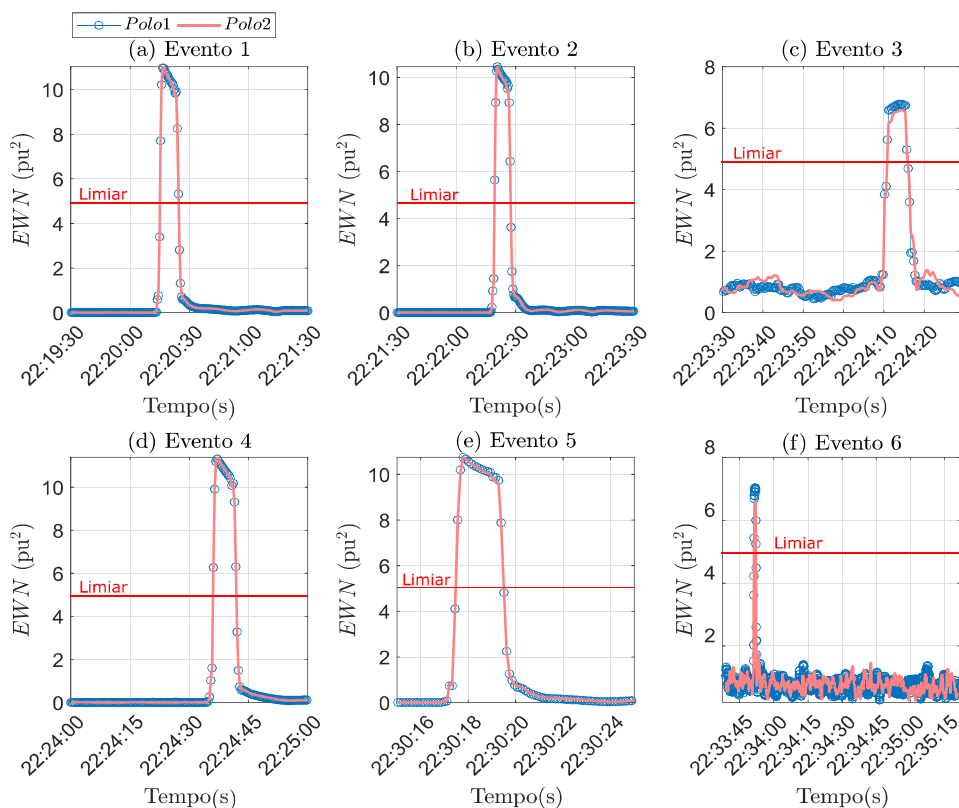 Polo1 Polo2
(a) Evento 1
EWN (pu²)
10
8
6
4
2
0
Limiar
22:19:30
22:20:00
22:20:30
22:21:00
22:21:30
Tempo(s)
(b) Evento 2
EWN (pu²)
10
8
6
4
2
0
Limiar
22:21:30
22:22:00
22:22:30
22:23:00
22:23:30
Tempo(s)
(c) Evento 3
EWN (pu²)
8
6
4
2
0
Limiar
22:23:30
22:23:40
22:23:50
22:24:00
22:24:10
22:24:20
Tempo(s)
(d) Evento 4
EWN (pu²)
10
8
6
4
2
0
Limiar
22:24:00
22:24:15
22:24:30
22:24:45
22:25:00
Tempo(s)
(e) Evento 5
EWN (pu²)
10
8
6
4
2
0
Limiar
22:30:16
22:30:18
22:30:20
22:30:22
22:30:24
Tempo(s)
(f) Evento 6
EWN (pu²)
8
6
4
2
Limiar
22:33:45
22:34:00
22:34:15
22:34:30
22:34:45
22:35:00
22:35:15
Tempo(s)